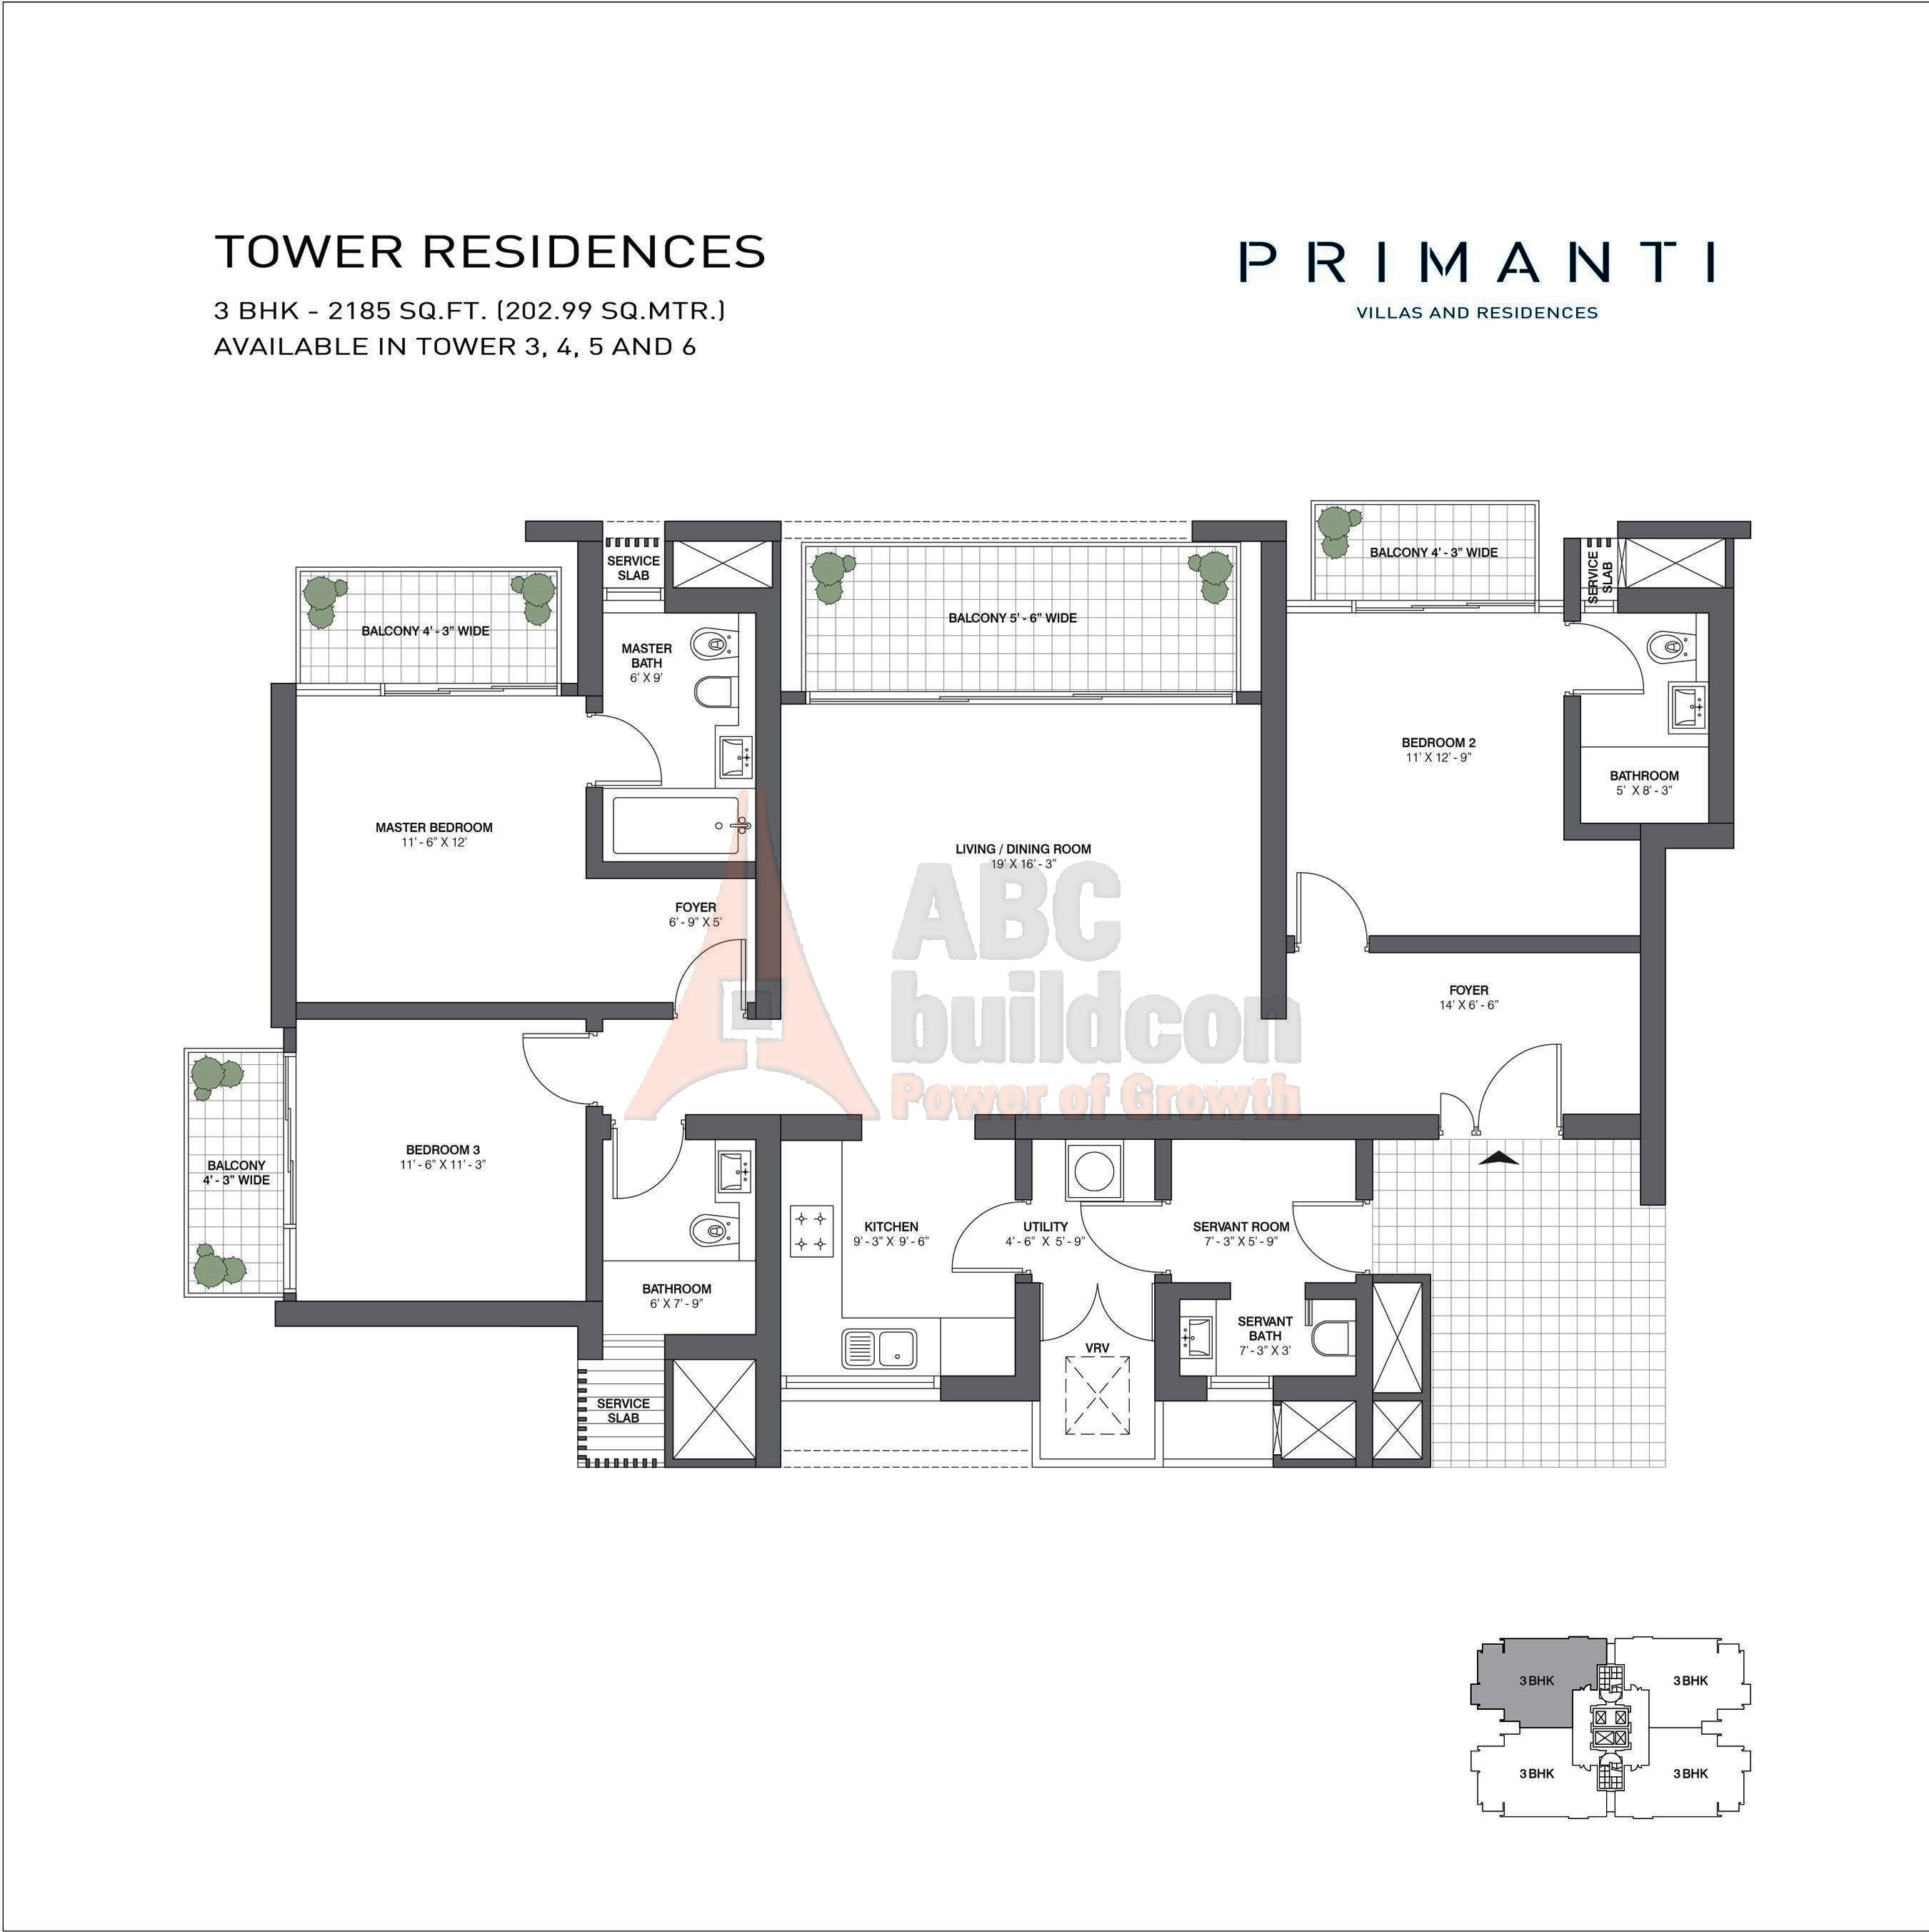 TOWER RESIDENCES
3 BHK - 2185 SQ.FT. (202.99 SQ.MTR.)
AVAILABLE IN TOWER 3, 4, 5 AND 6
PRIMANTI
VILLAS AND RESIDENCES
SERVICE
SLAB
BALCONY 4' - 3" WIDE
BALCONY 4' - 3" WIDE
BALCONY 5' - 6" WIDE
SERVICE
SLAB
MASTER
BATH
6' X 9'
BEDROOM 2
11' X 12' - 9"
BATHROOM
5' X 8' - 3"
MASTER BEDROOM
11' - 6" X 12'
LIVING / DINING ROOM
19' X 16' - 3"
FOYER
6' - 9" X 5'
ABC
buildcon
Power of Growth
FOYER
14' X 6' - 6"
BEDROOM 3
11' - 6" X 11' - 3"
BALCONY
4' - 3" WIDE
KITCHEN
9' - 3" X 9' - 6"
UTILITY
4' - 6" X 5' - 9"
SERVANT ROOM
7' - 3" X 5' - 9"
BATHROOM
6' X 7' - 9"
SERVANT
BATH
7' - 3" X 3'
VRV
SERVICE
SLAB
3 BHK
3 BHK
3 BHK
3 BHK